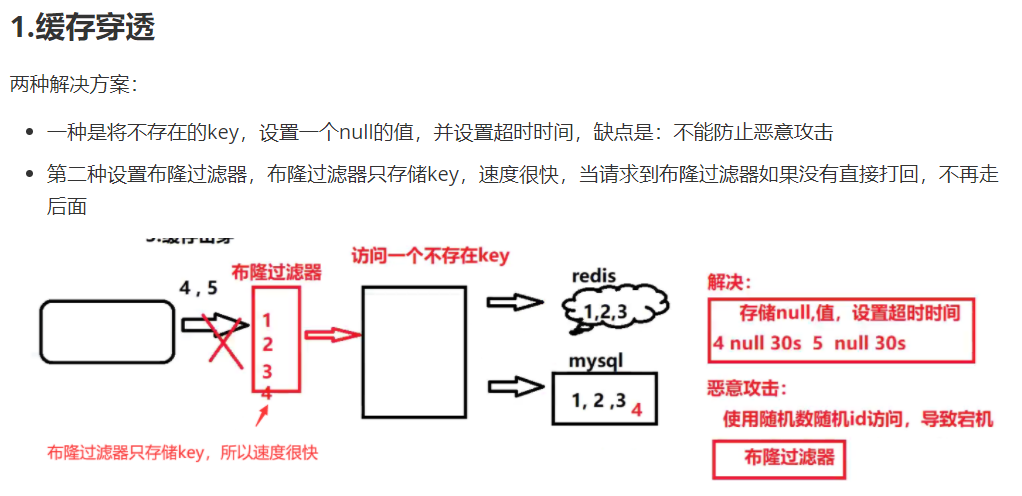 1.缓存穿透
两种解决方案：
一种是将不存在的key，设置一个null的值，并设置超时时间，缺点是：不能防止恶意攻击
第二种设置布隆过滤器，布隆过滤器只存储key，速度很快，当请求到布隆过滤器如果没有直接打回，不再走
后面
访问一个不存在key
布隆过滤器
4 , 5
1
2
3
4
布隆过滤器只存储key，所以速度很快
redis
1,2,3
mysql
1, 2 ,3 4
解决：
存储null,值，设置超时时间
4 null 30s 5 null 30s
恶意攻击：
使用随机数随机id访问，导致宕机
布隆过滤器